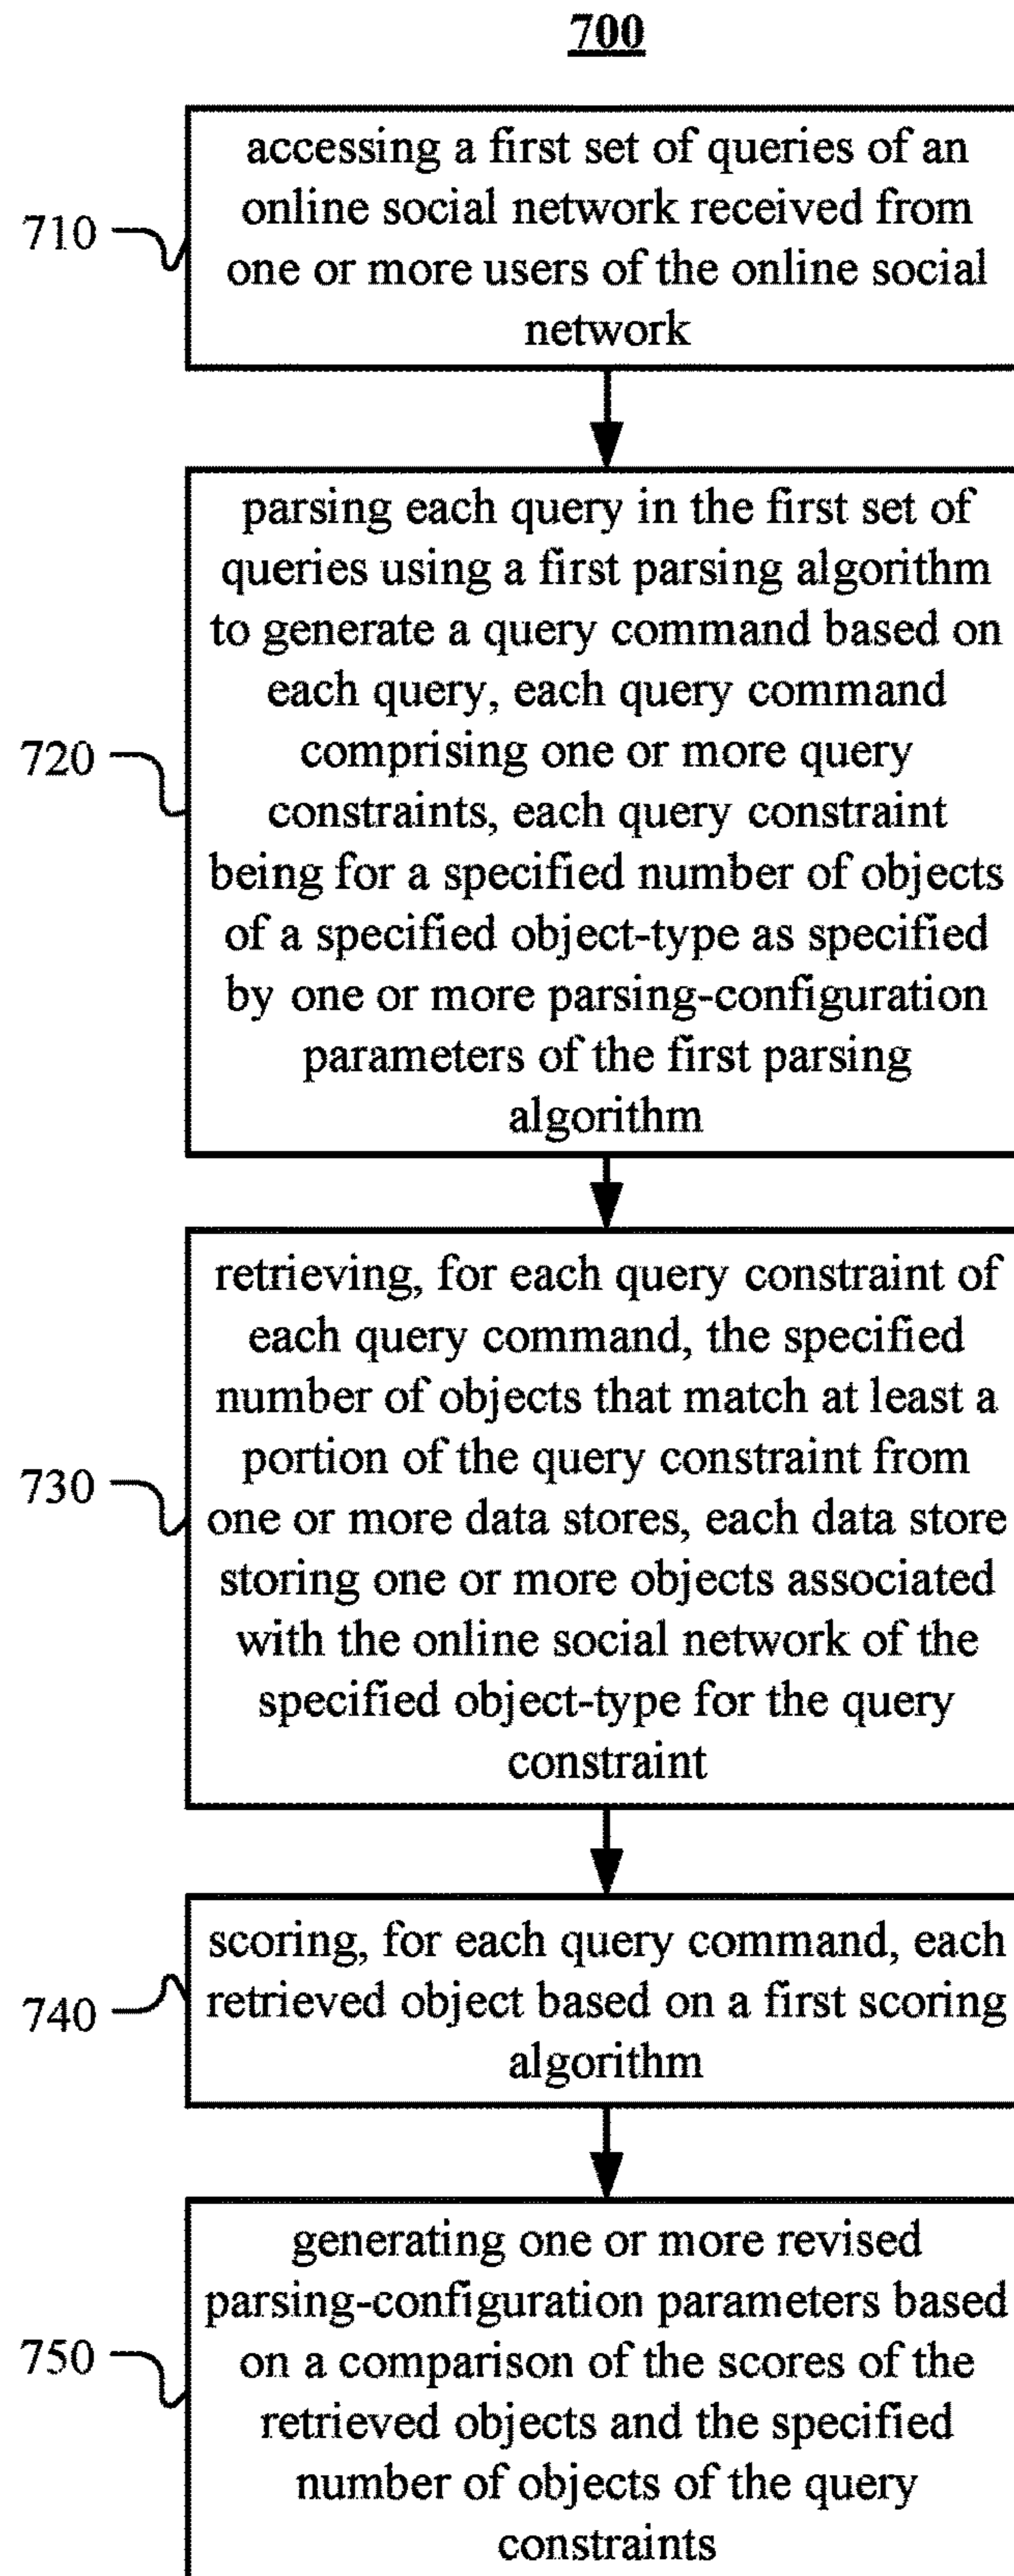 700
710
accessing a first set of queries of an
online social network received from
one or more users of the online social
network
720
parsing each query in the first set of
queries using a first parsing algorithm
to generate a query command based on
each query, each query command
comprising one or more query
constraints, each query constraint
being for a specified number of objects
of a specified object-type as specified
by one or more parsing-configuration
parameters of the first parsing
algorithm
730
retrieving, for each query constraint of
each query command, the specified
number of objects that match at least a
portion of the query constraint from
one or more data stores, each data store
storing one or more objects associated
with the online social network of the
specified object-type for the query
constraint
740
scoring, for each query command, each
retrieved object based on a first scoring
algorithm
750
generating one or more revised
parsing-configuration parameters based
on a comparison of the scores of the
retrieved objects and the specified
number of objects of the query
constraints